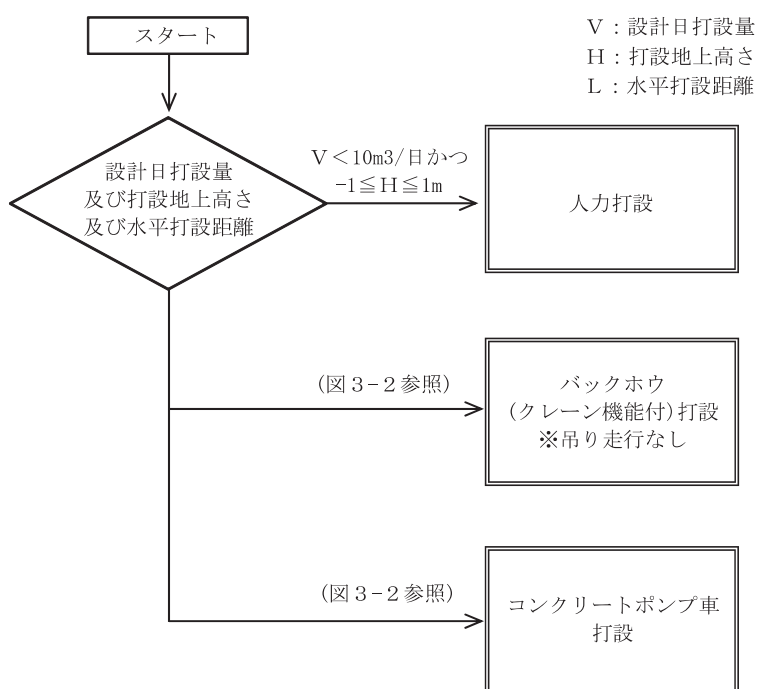 スタート
V：設計日打設量
H：打設地上高さ
L：水平打設距離
設計日打設量
及び打設地上高さ
及び水平打設距離
V＜10m3/日かつ
-1≦H≦1m
人力打設
(図３−２参照)
バックホウ
(クレーン機能付)打設
※吊り走行なし
(図３−２参照)
コンクリートポンプ車
打設